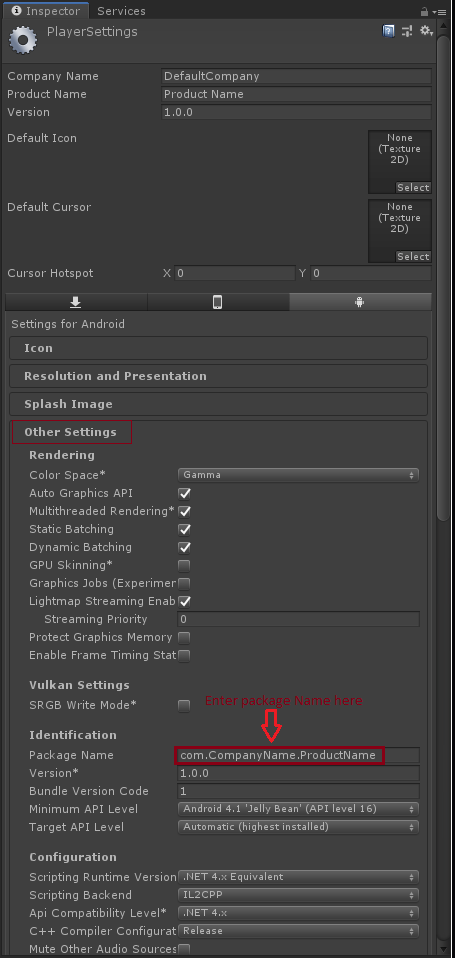 Inspector Services
PlayerSettings
Company Name DefaultCompany
Product Name Product Name
Version 1.0.0
Default Icon
None
(Texture
2D)
Select
Default Cursor
None
(Texture
2D)
Select
Cursor Hotspot X 0 Y 0
Settings for Android
Icon
Resolution and Presentation
Splash Image
Other Settings
Rendering
Color Space* Gamma
Auto Graphics API
Multithreaded Rendering*
Static Batching
Dynamic Batching
GPU Skinning*
Graphics Jobs (Experimer
Lightmap Streaming Enab
Streaming Priority 0
Protect Graphics Memory
Enable Frame Timing Stat
Vulkan Settings
Enter package Name here
SRGB Write Mode*
Identification
Package Name com.CompanyName.ProductName
Version* 1.0.0
Bundle Version Code 1
Minimum API Level Android 4.1 'Jelly Bean' (API level 16)
Target API Level Automatic (highest installed)
Configuration
Scripting Runtime Version .NET 4.x Equivalent
Scripting Backend IL2CPP
Api Compatibility Level* .NET 4.x
C++ Compiler Configurat Release
Mute Other Audio Sources